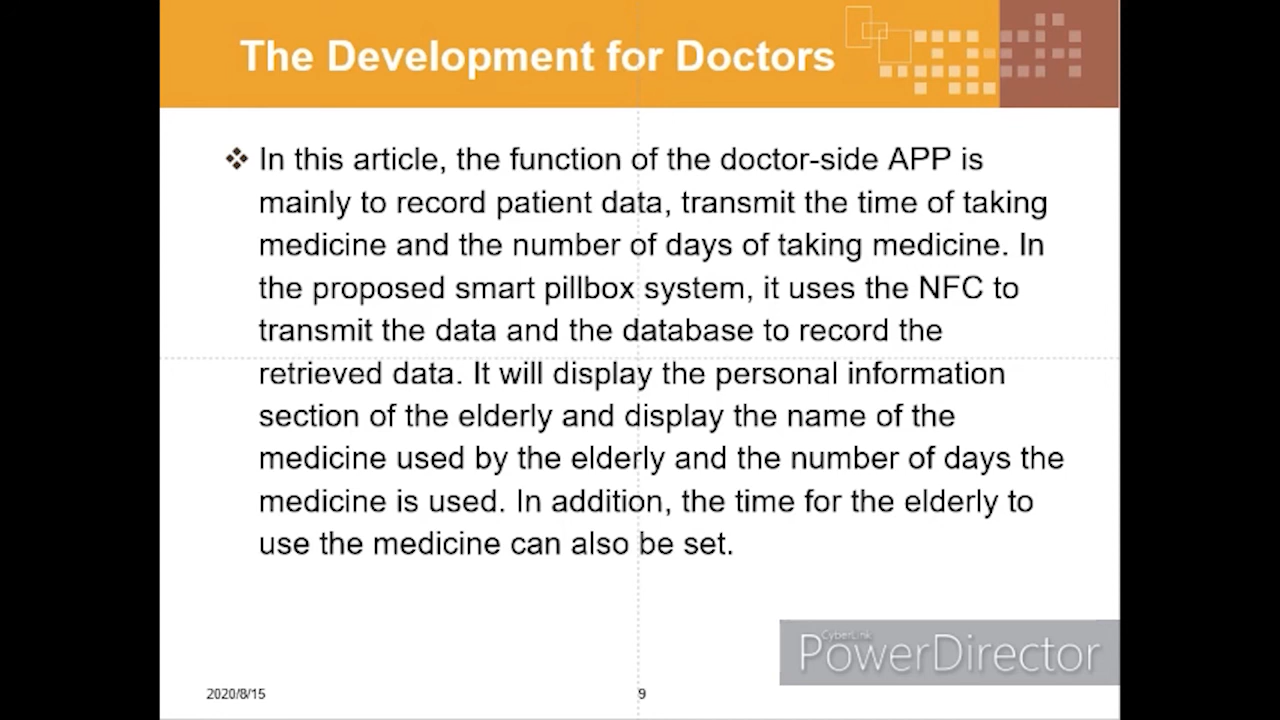 The Development for Doctors
In this article, the function of the doctor-side APP is
mainly to record patient data, transmit the time of taking
medicine and the number of days of taking medicine. In
the proposed smart pillbox system, it uses the NFC to
transmit the data and the database to record the
retrieved data. It will display the personal information
section of the elderly and display the name of the
medicine used by the elderly and the number of days the
medicine is used. In addition, the time for the elderly to
use the medicine can also be set.
CyberLink
PowerDirector
2020/8/15
9